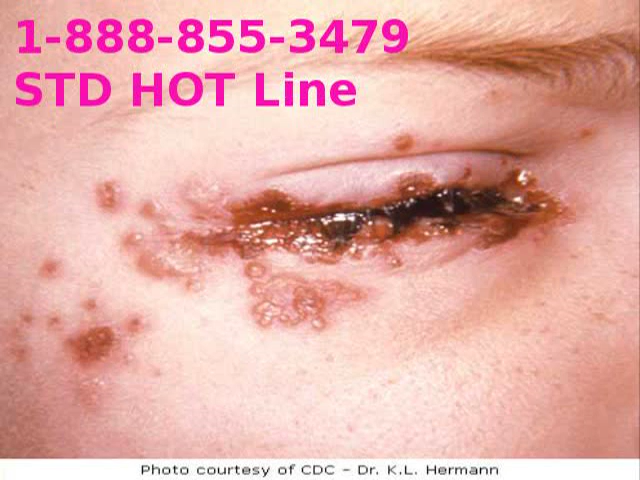 1-888-855-3479
STD HOT Line
Photo courtesy of CDC – Dr. K.L. Hermann